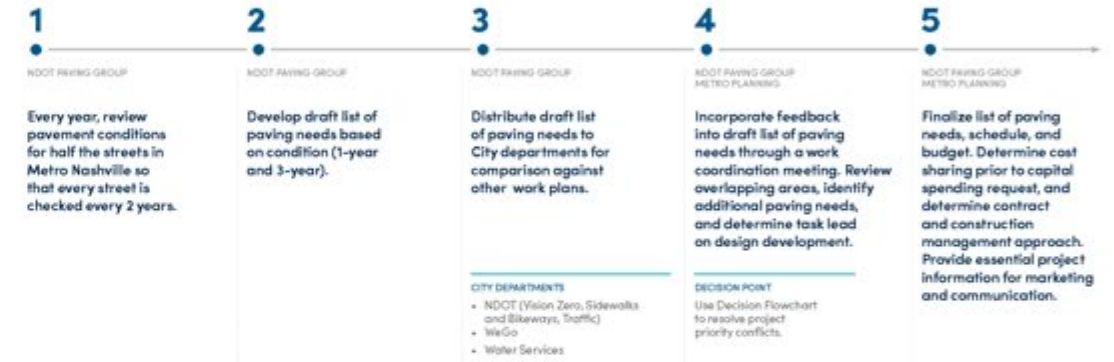 1
NDOT PAVING GROUP
Every year, review
pavement conditions
for half the streets in
Metro Nashville so
that every street is
checked every 2 years.
2
NDOT PAVING GROUP
Develop draft list of
paving needs based
on condition (1-year
and 3-year).
3
NDOT PAVING GROUP
Distribute draft list
of paving needs to
City departments for
comparison against
other work plans.
CITY DEPARTMENTS
• NDOT (Vision Zero, Sidewalks
and Bikeways, Traffic)
• WeGo
• Water Services
4
NDOT PAVING GROUP
METRO PLANNING
Incorporate feedback
into draft list of paving
needs through a work
coordination meeting. Review
overlapping areas, identify
additional paving needs,
and determine task lead
on design development.
DECISION POINT
Use Decision Flowchart
to resolve project
priority conflicts.
5
NDOT PAVING GROUP
METRO PLANNING
Finalize list of paving
needs, schedule, and
budget. Determine cost
sharing prior to capital
spending request, and
determine contract
and construction
management approach.
Provide essential project
information for marketing
and communication.